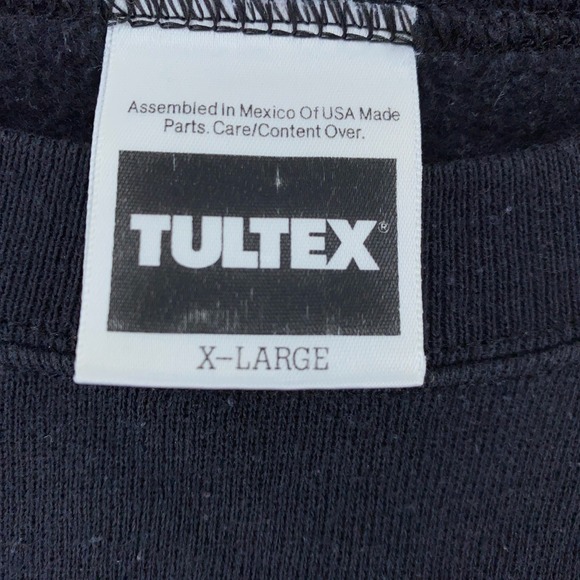 Assembled in Mexico Of USA Made
Parts. Care/Content Over.
TULTEX®
X-LARGE